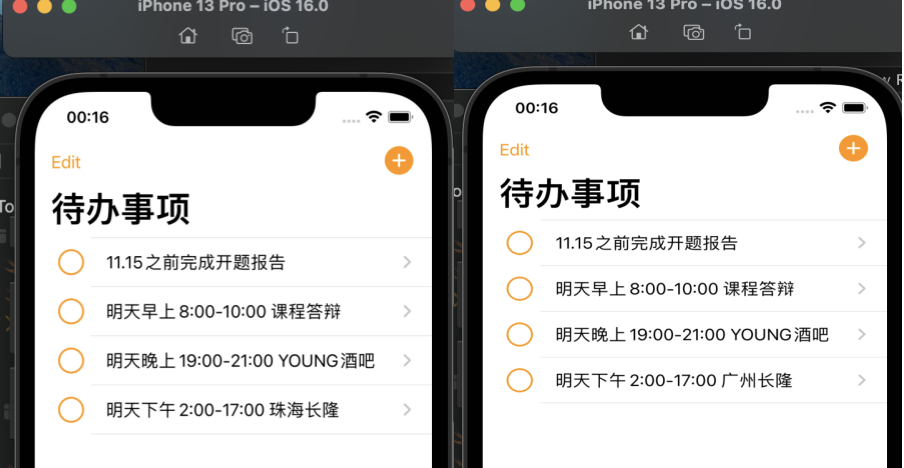 iPhone 13 Pro – iOS 16.0
00:16
Edit
待办事项
11.15之前完成开题报告
明天早上8:00-10:00 课程答辩
明天晚上19:00-21:00 YOUNG酒吧
明天下午2:00-17:00 珠海长隆
To
iPhone 13 Pro – iOS 16.0
00:16
Edit
待办事项
11.15之前完成开题报告
明天早上8:00-10:00 课程答辩
明天晚上19:00-21:00 YOUNG酒吧
明天下午2:00-17:00 广州长隆